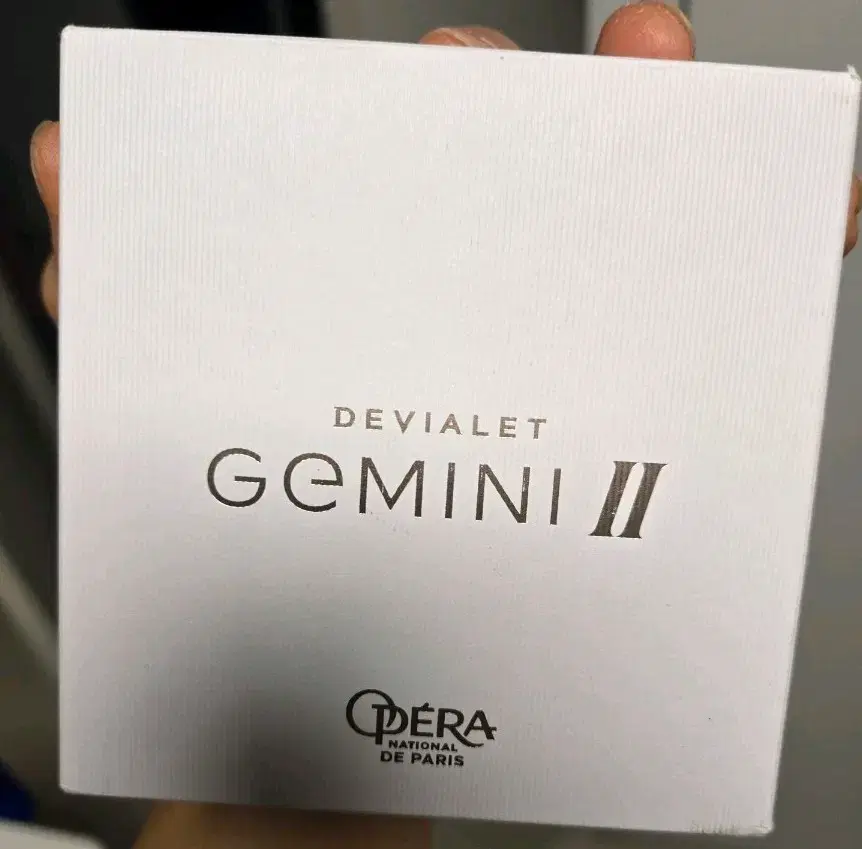 DEVIALET
GeMINI II
OPÉRA
NATIONAL
DE PARIS